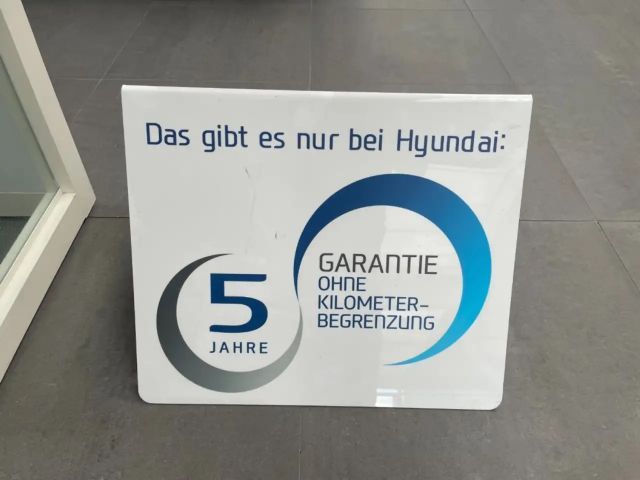 Das gibt es nur bei Hyundai:
5
JAHRE
GARANTIE
OHNE
KILOMETER-
BEGRENZUNG